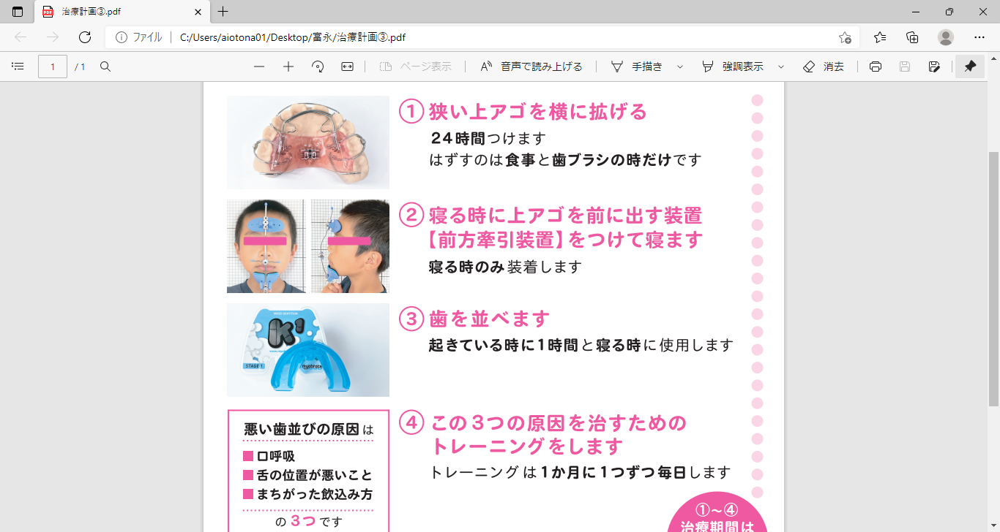 治療計画③.pdf
ファイル
C:/Users/aiotona01/Desktop/富永/治療計画③.pdf
1 / 1
ページ表示
音声で読み上げる
手描き
強調表示
消去
① 狭い上アゴを横に拡げる
24時間つけます
はずすのは食事と歯ブラシの時だけです
② 寝る時に上アゴを前に出す装置
【前方牽引装置】をつけて寝ます
寝る時のみ装着します
STAGE 1
myobrace
③ 歯を並べます
起きている時に1時間と寝る時に使用します
悪い歯並びの原因は
口呼吸
舌の位置が悪いこと
まちがった飲込み方
の3つです
④ この3つの原因を治すための
トレーニングをします
トレーニングは1か月に1つずつ毎日します
①~④
治療期間は